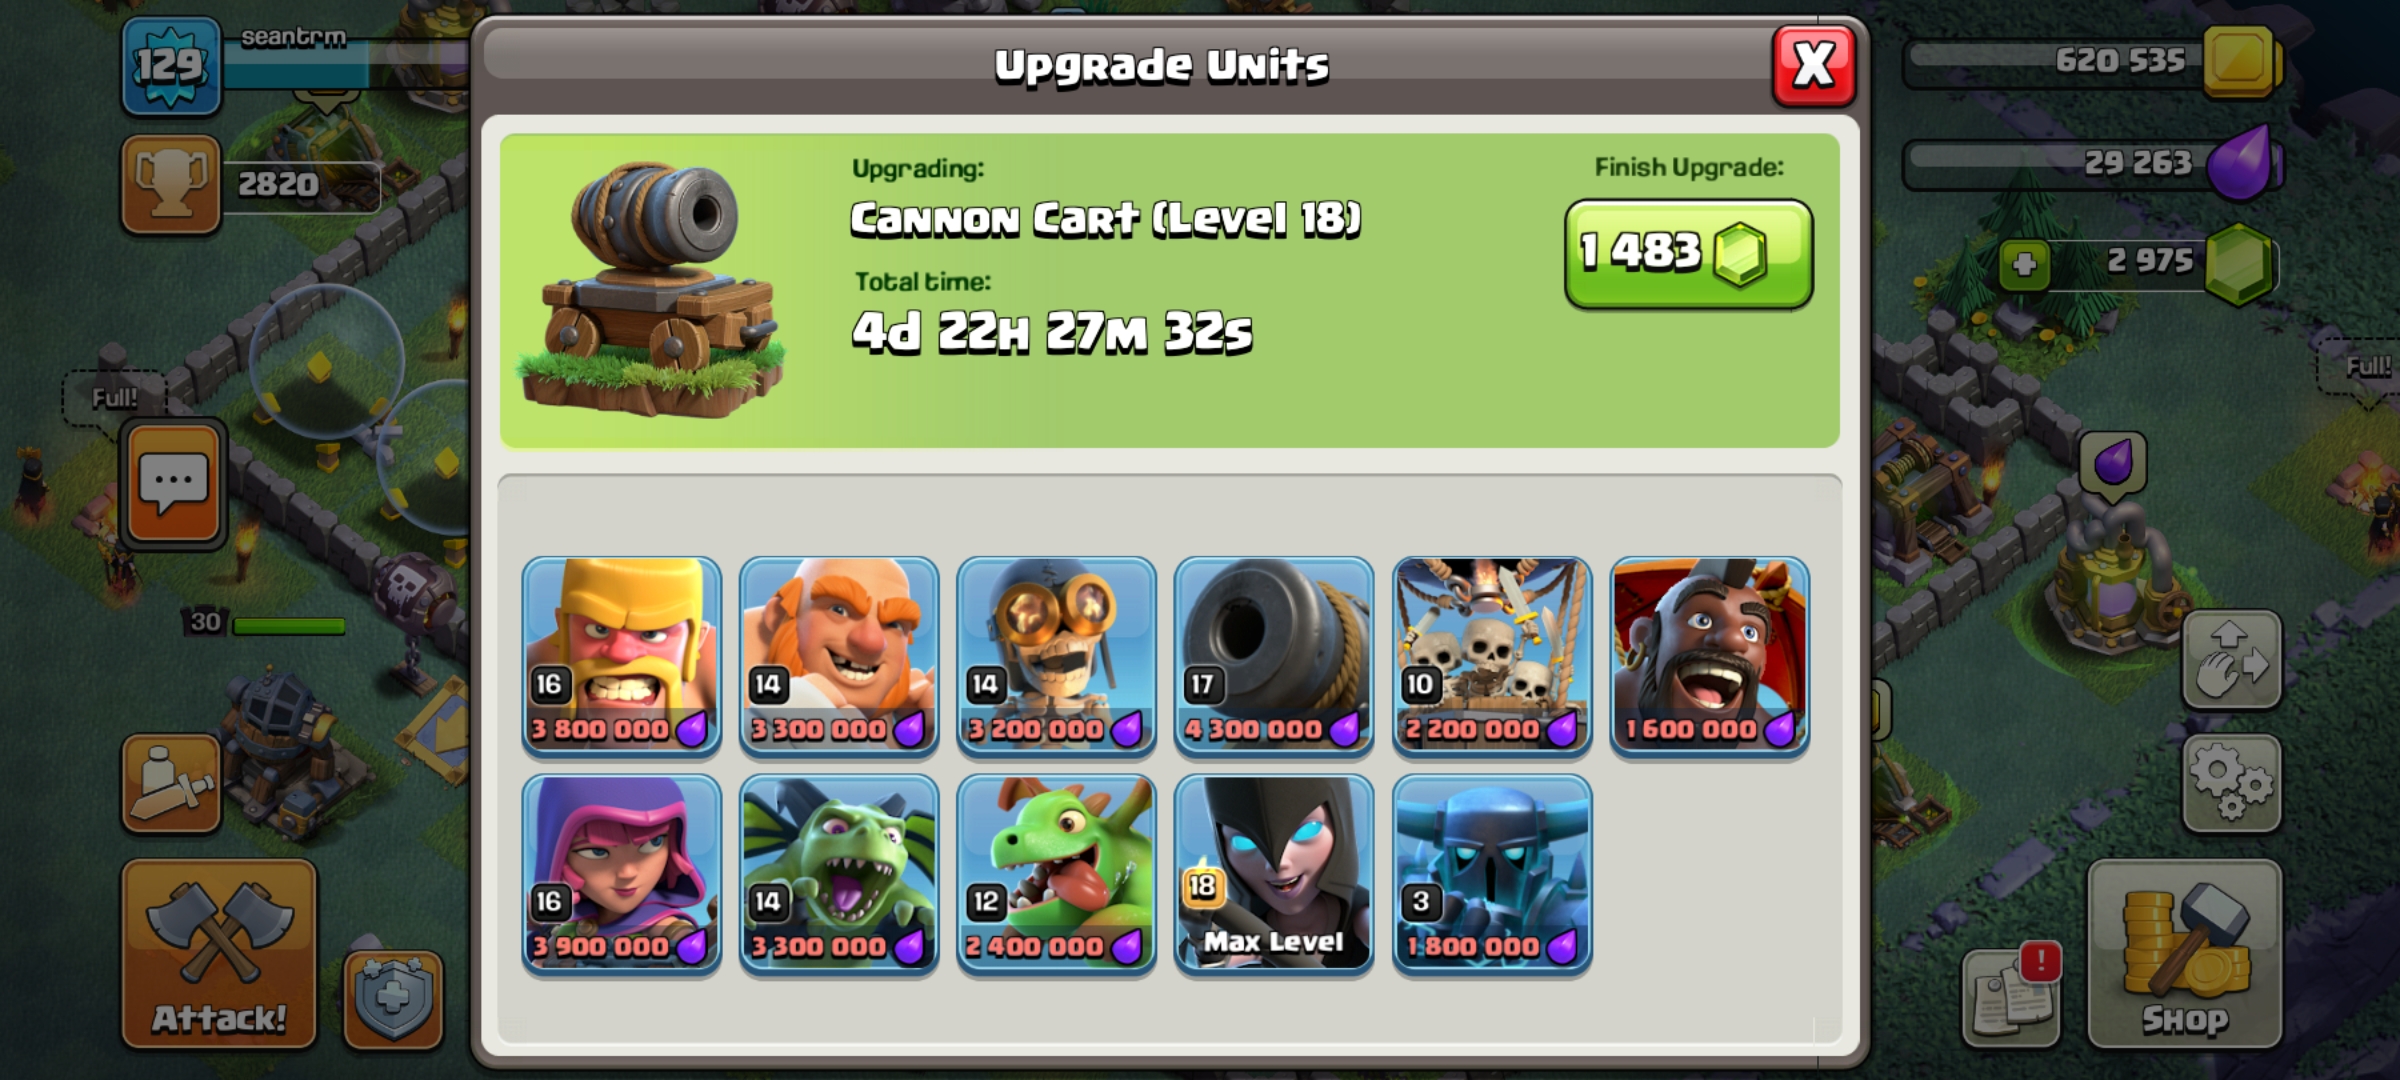 129
seantrm
2820
Full!
30
Attack!
Upgrade Units
X
Upgrading:
Cannon Cart (Level 18)
Total time:
4d 22H 27M 32s
Finish Upgrade:
1 483
16
3 800 000
14
3 300 000
14
3 200 000
17
4 300 000
10
2 200 000
1 600 000
16
3 900 000
14
3 300 000
12
2 400 000
18
Max Level
3
1 800 000
620 535
29 263
2 975
Full!
!
Shop